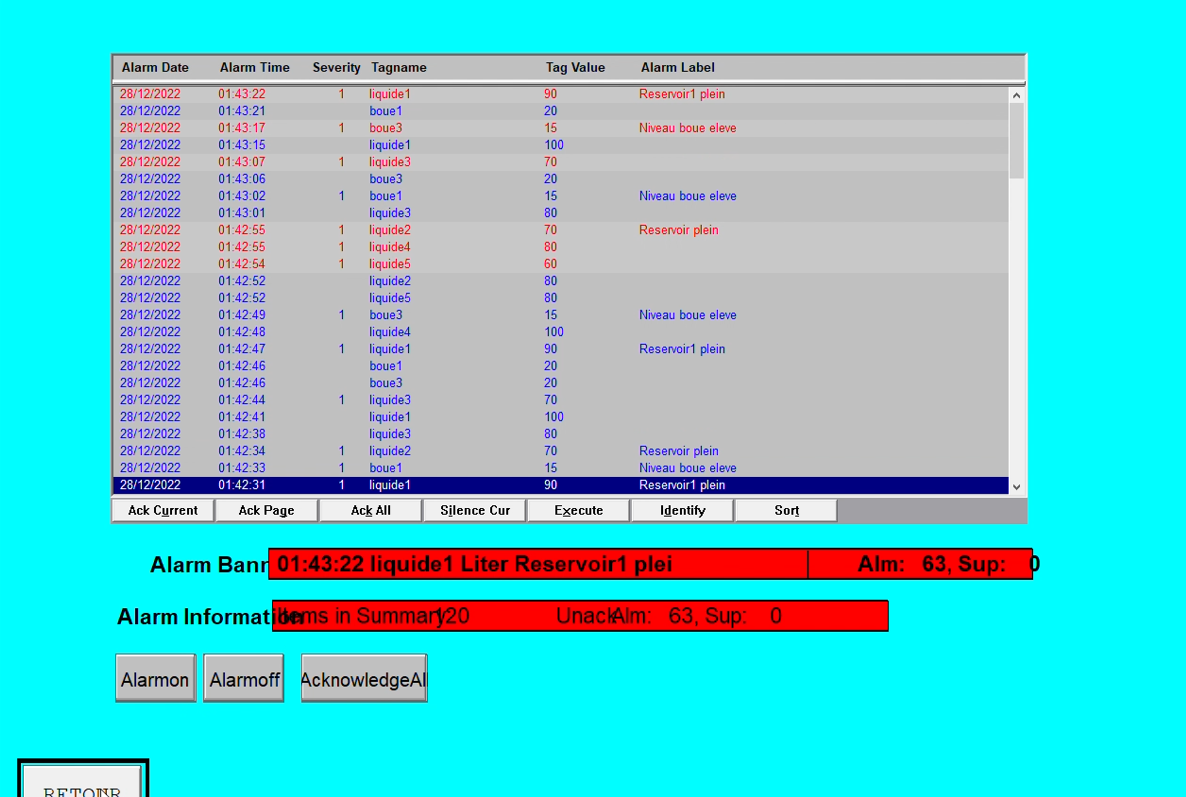 Alarm Date Alarm Time Severity Tagname Tag Value Alarm Label
28/12/2022 01:43:22 1 liquide1 90 Reservoir1 plein
28/12/2022 01:43:21 boue1 20
28/12/2022 01:43:17 1 boue3 15 Niveau boue eleve
28/12/2022 01:43:15 liquide1 100
28/12/2022 01:43:07 1 liquide3 70
28/12/2022 01:43:06 boue3 20
28/12/2022 01:43:02 1 boue1 15 Niveau boue eleve
28/12/2022 01:43:01 liquide3 80
28/12/2022 01:42:55 1 liquide2 70 Reservoir plein
28/12/2022 01:42:55 1 liquide4 80
28/12/2022 01:42:54 1 liquide5 60
28/12/2022 01:42:52 liquide2 80
28/12/2022 01:42:52 liquide5 80
28/12/2022 01:42:49 1 boue3 15 Niveau boue eleve
28/12/2022 01:42:48 liquide4 100
28/12/2022 01:42:47 1 liquide1 90 Reservoir1 plein
28/12/2022 01:42:46 boue1 20
28/12/2022 01:42:46 boue3 20
28/12/2022 01:42:44 1 liquide3 70
28/12/2022 01:42:41 liquide1 100
28/12/2022 01:42:38 liquide3 80
28/12/2022 01:42:34 1 liquide2 70 Reservoir plein
28/12/2022 01:42:33 1 boue1 15 Niveau boue eleve
28/12/2022 01:42:31 1 liquide1 90 Reservoir1 plein
Ack Current Ack Page Ack All Silence Cur Execute Identify Sort
Alarm Bann 01:43:22 liquide1 Liter Reservoir1 plei Alm: 63, Sup: 0
Alarm Information Items in Summary: 120 Unack Alm: 63, Sup: 0
Alarmon Alarmoff AcknowledgeAl
RETOUR